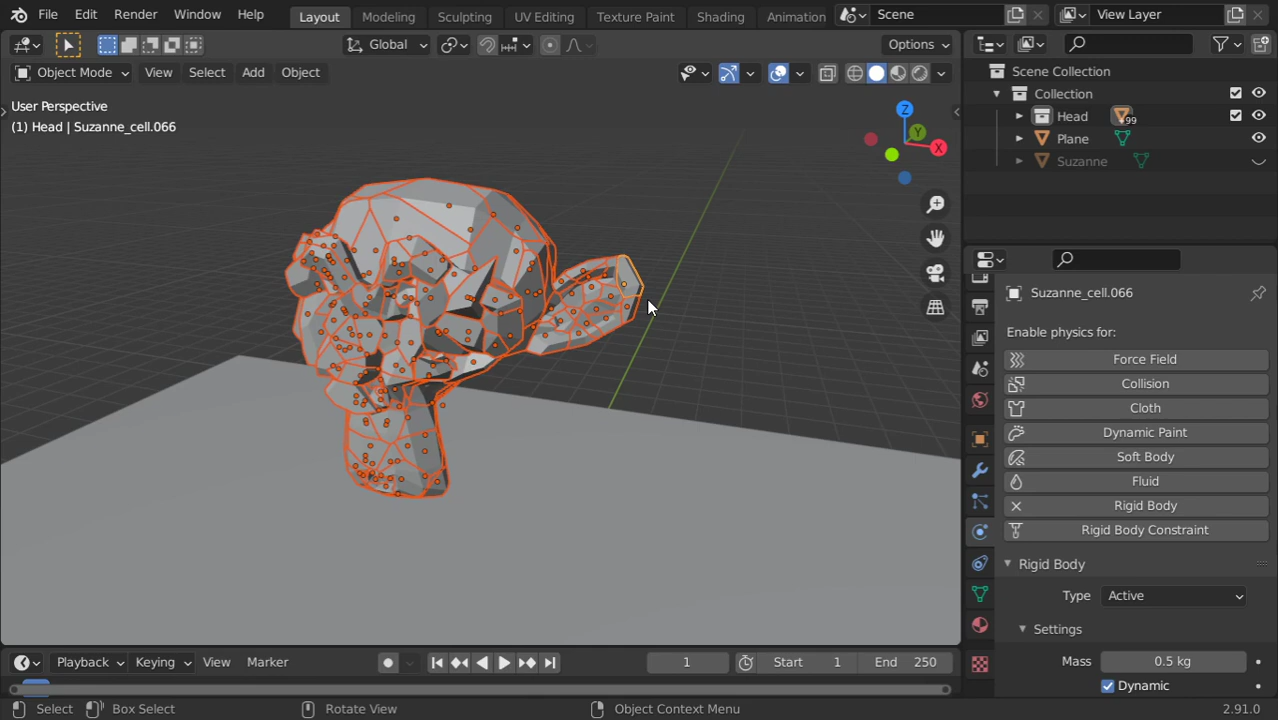 File Edit Render Window Help Layout Modeling Sculpting UV Editing Texture Paint Shading Animation Scene View Layer
Global Options
Object Mode View Select Add Object
User Perspective
(1) Head | Suzanne_cell.066
Z
Y
X
Scene Collection
Collection
Head +99
Plane
Suzanne
Suzanne_cell.066
Enable physics for:
Force Field
Collision
Cloth
Dynamic Paint
Soft Body
Fluid
Rigid Body
Rigid Body Constraint
Rigid Body
Type Active
Settings
Mass 0.5 kg
Dynamic
Playback Keying View Marker 1 Start 1 End 250
Select Box Select Rotate View Object Context Menu 2.91.0